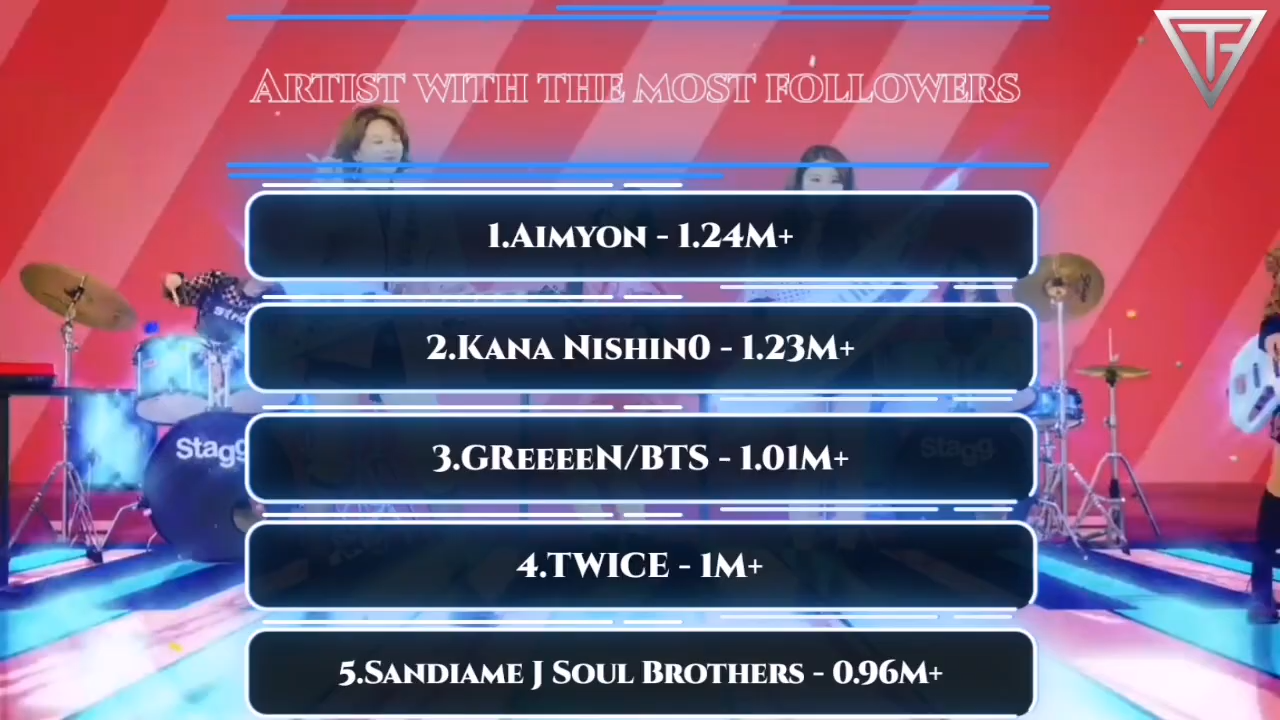 Artist with the most followers
1.Aimyon - 1.24M+
2.Kana Nishin0 - 1.23M+
3.GReeeeN/BTS - 1.01M+
4.TWICE - 1M+
5.Sandiame J Soul Brothers - 0.96M+
Stagg
Stagg